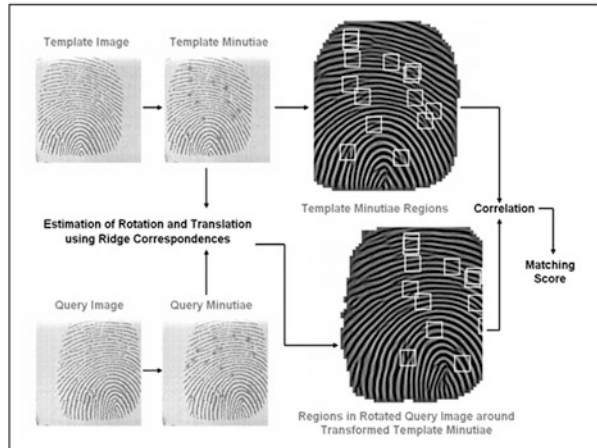 Template Image
Template Minutiae
Template Minutiae Regions
Correlation
Estimation of Rotation and Translation
using Ridge Correspondences
Matching
Score
Query Image
Query Minutiae
Regions in Rotated Query Image around
Transformed Template Minutiae